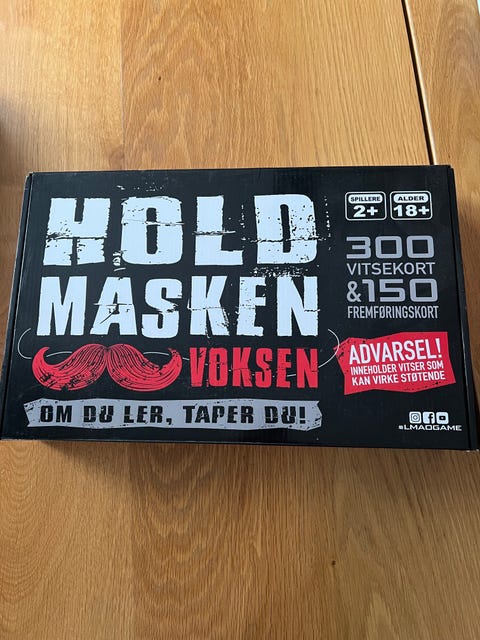 HOLD
MASKEN
VOKSEN
OM DU LER, TAPER DU!
SPILLERE
2+
ALDER
18+
300
VITSEKORT
&150
FREMFØRINGSKORT
ADVARSEL!
INNEHOLDER VITSER SOM
KAN VIRKE STØTENDE
#LMAOGAME